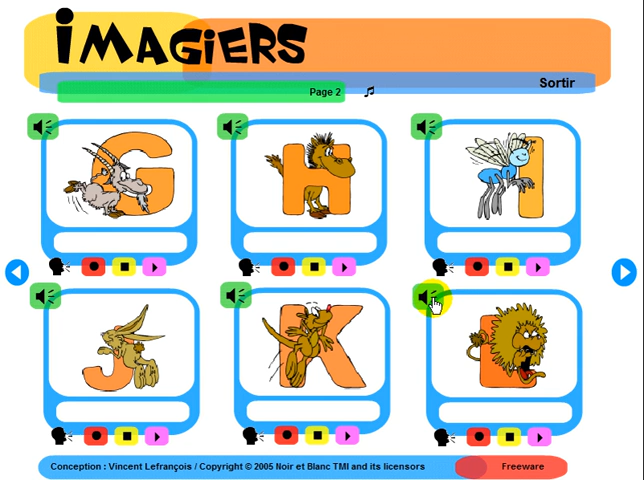 iMAGiERS
Sortir
Page 2
G
H
I
J
K
L
Conception : Vincent Lefrançois / Copyright © 2005 Noir et Blanc TMI and its licensors
Freeware